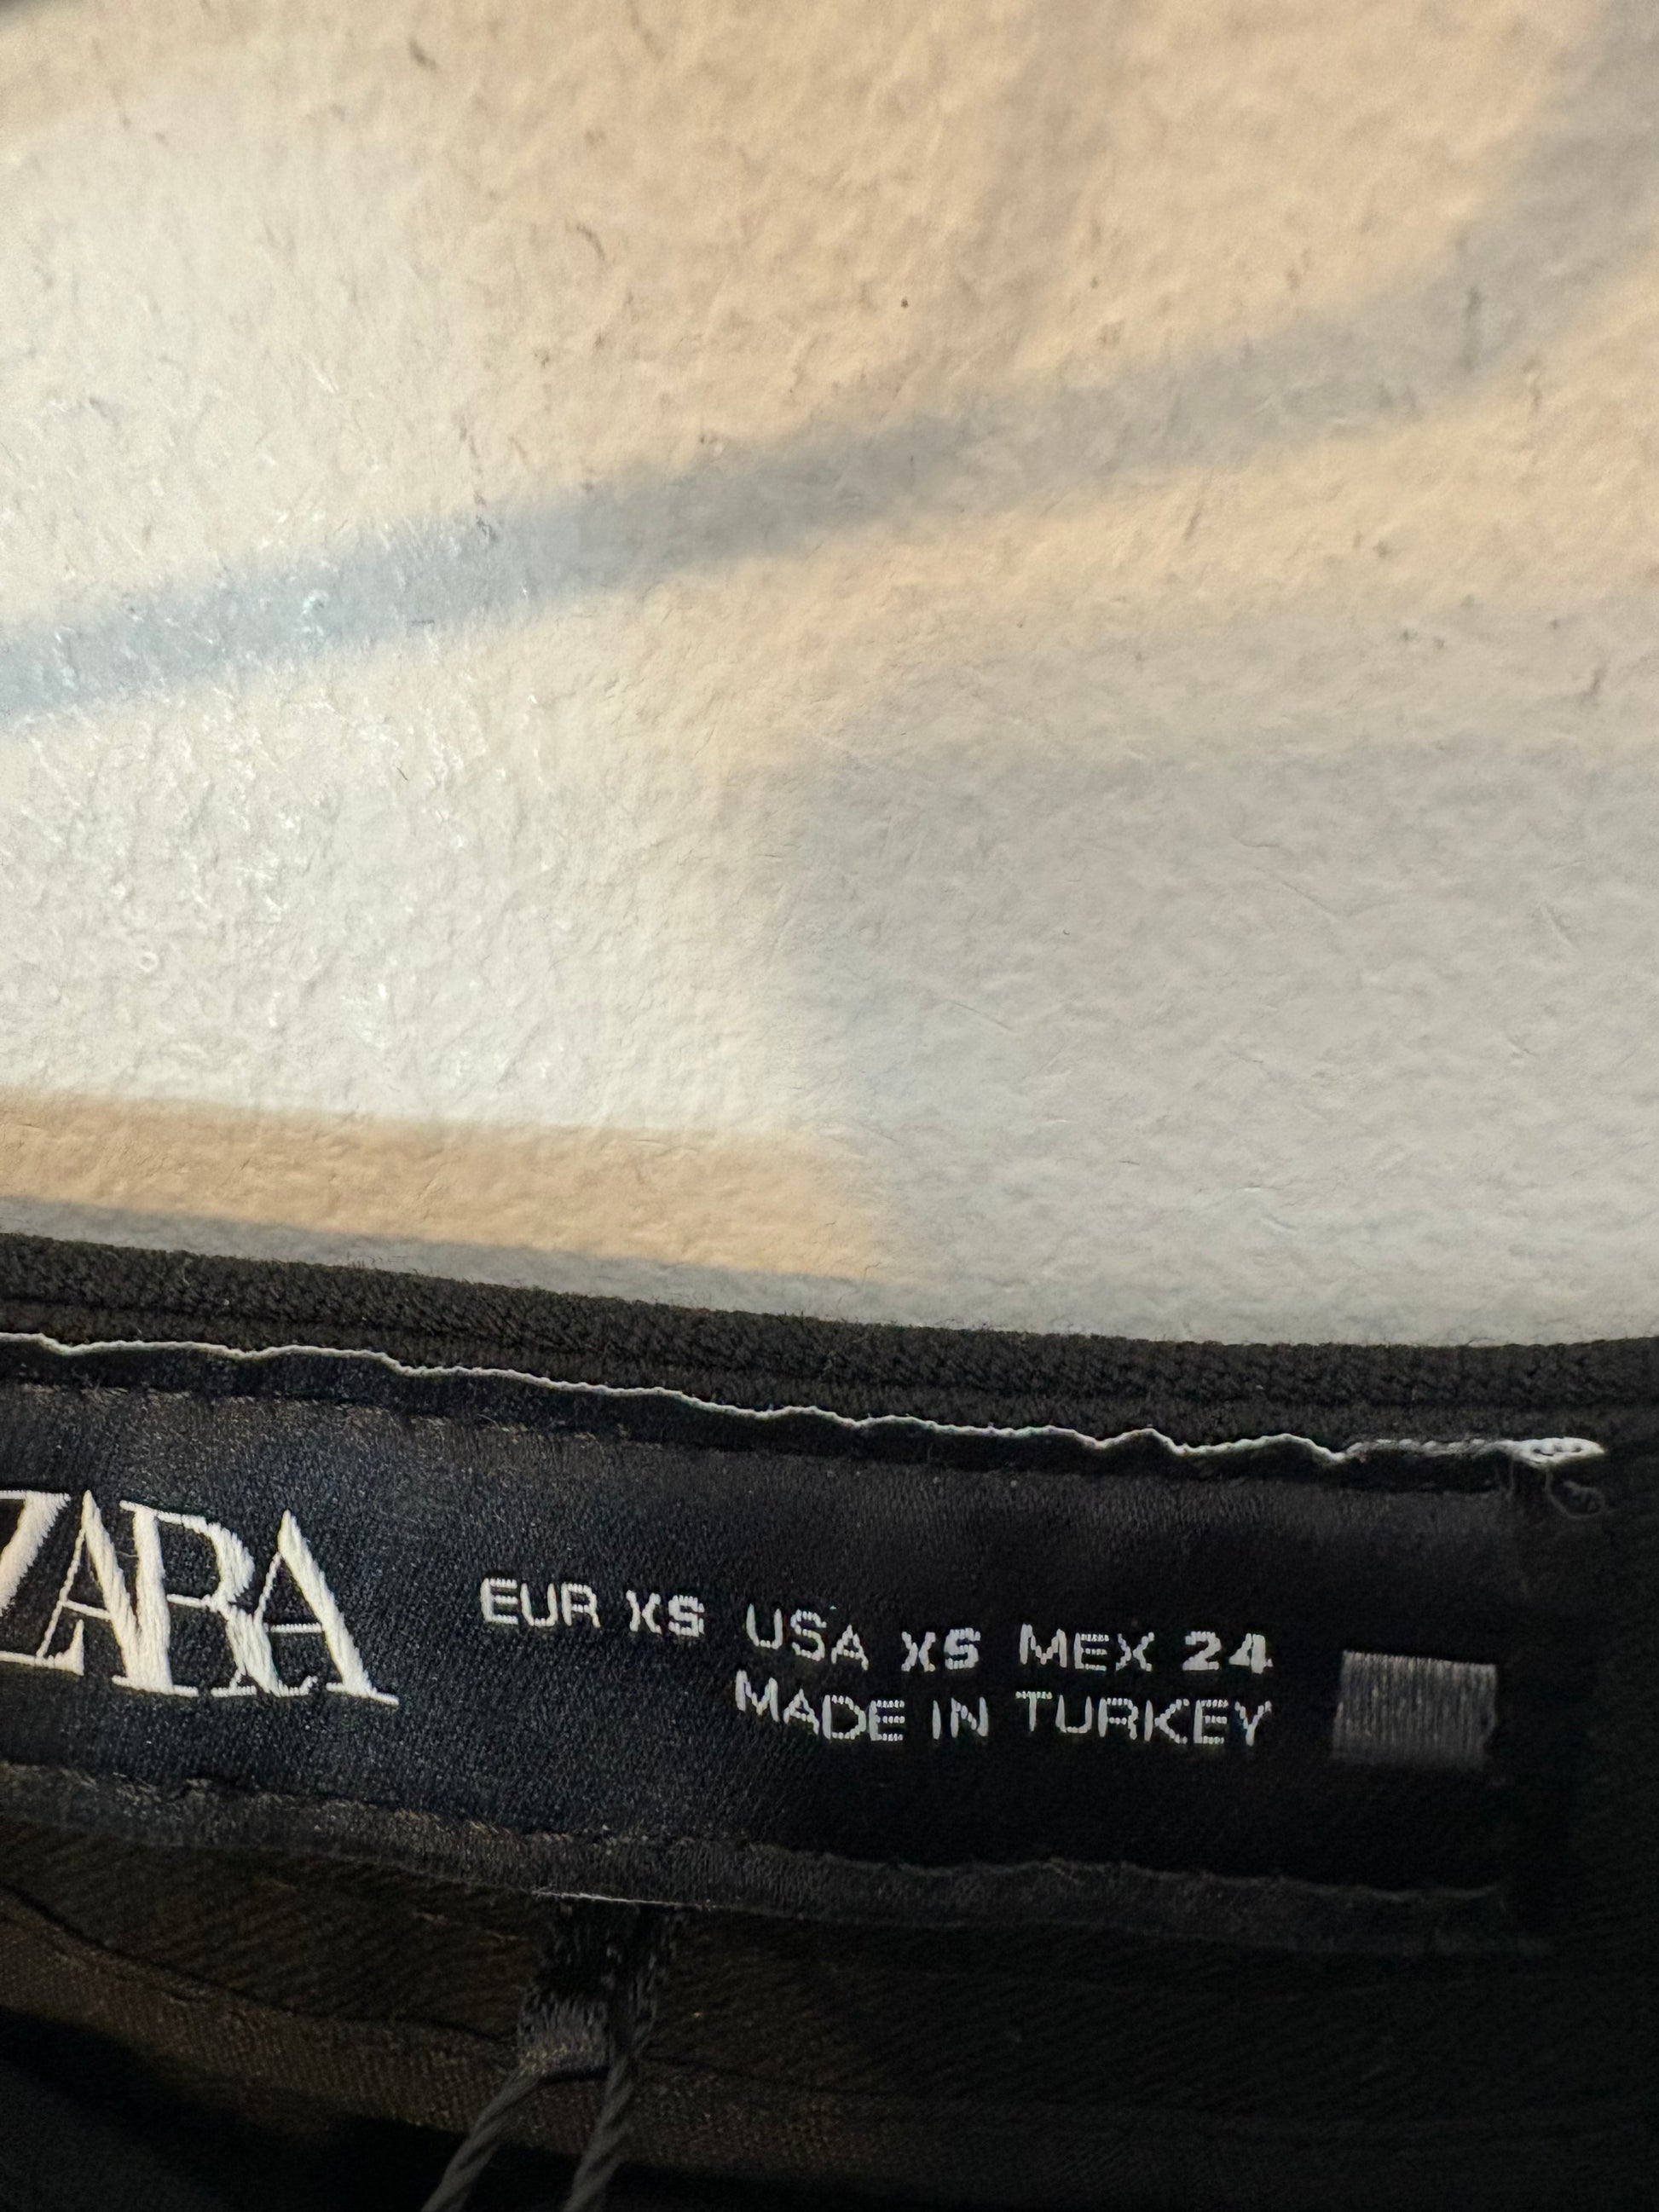 ZARA
EUR XS USA XS MEX 24
MADE IN TURKEY